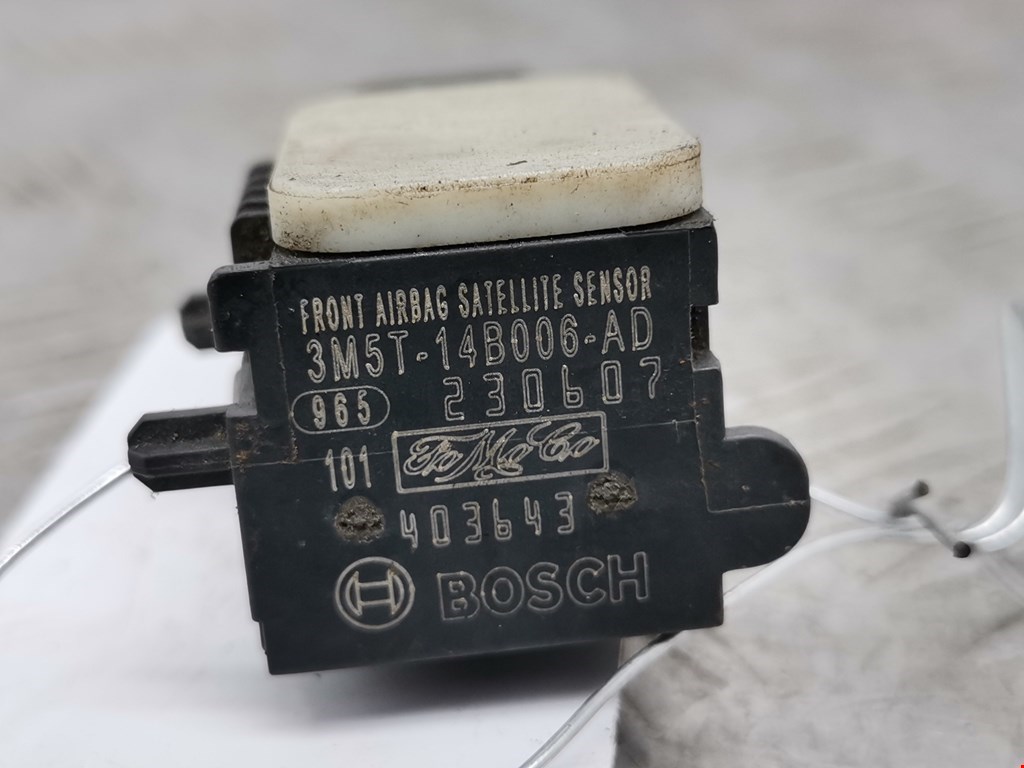 FRONT AIRBAG SATELLITE SENSOR
3M5T-14B006-AD
965 230607
101 FoMoCo
403643
BOSCH